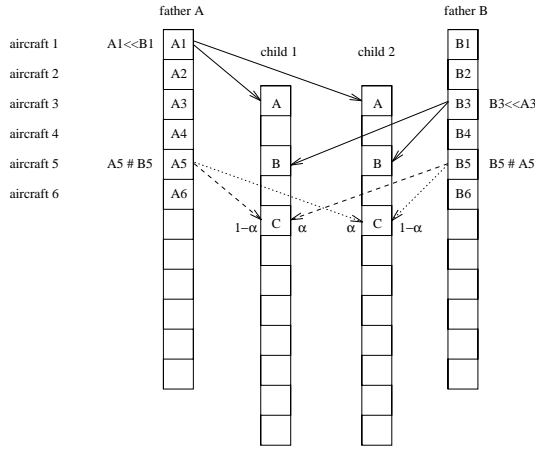 father A father B
aircraft 1 A1<<B1 A1 B1
child 1 child 2
aircraft 2 A2 B2
aircraft 3 A3 A A B3 B3<<A3
aircraft 4 A4 B4
aircraft 5 A5 # B5 A5 B B B5 B5 # A5
aircraft 6 A6 B6
1−α C α α C 1−α